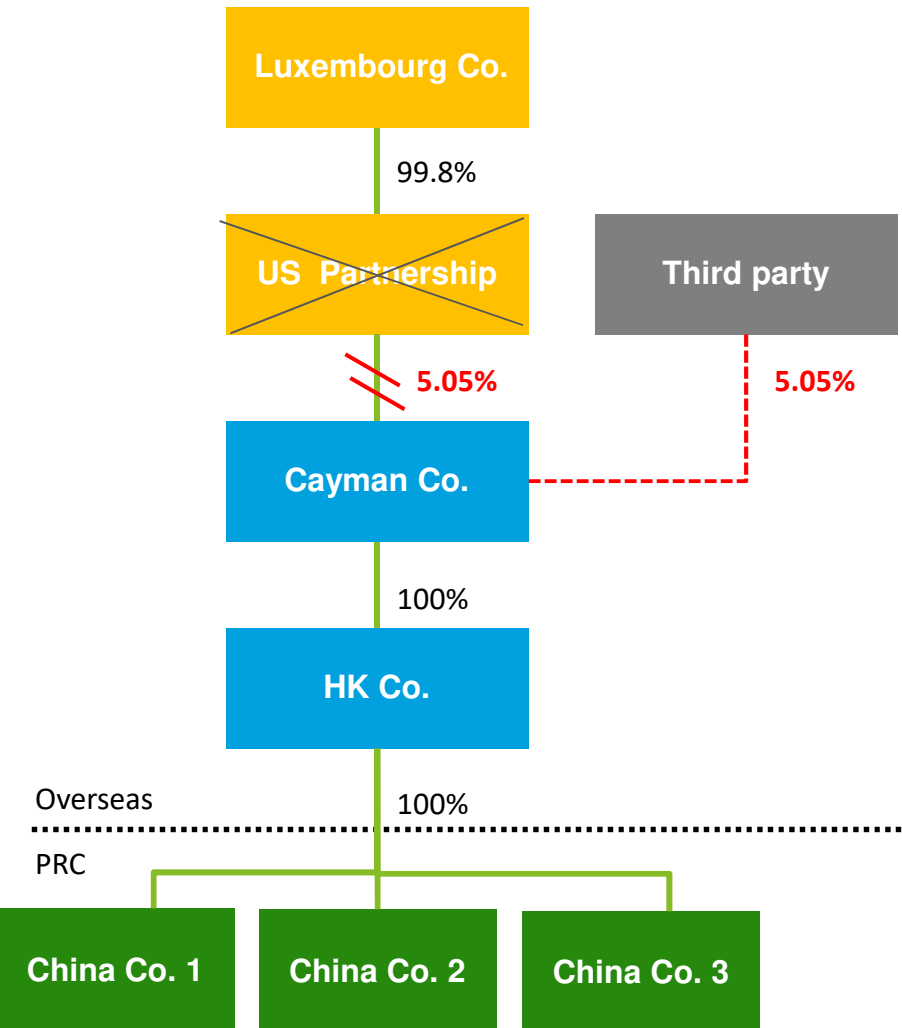 Luxembourg Co.
99.8%
US Partnership
Third party
5.05%
5.05%
Cayman Co.
100%
HK Co.
Overseas
100%
PRC
China Co. 1
China Co. 2
China Co. 3